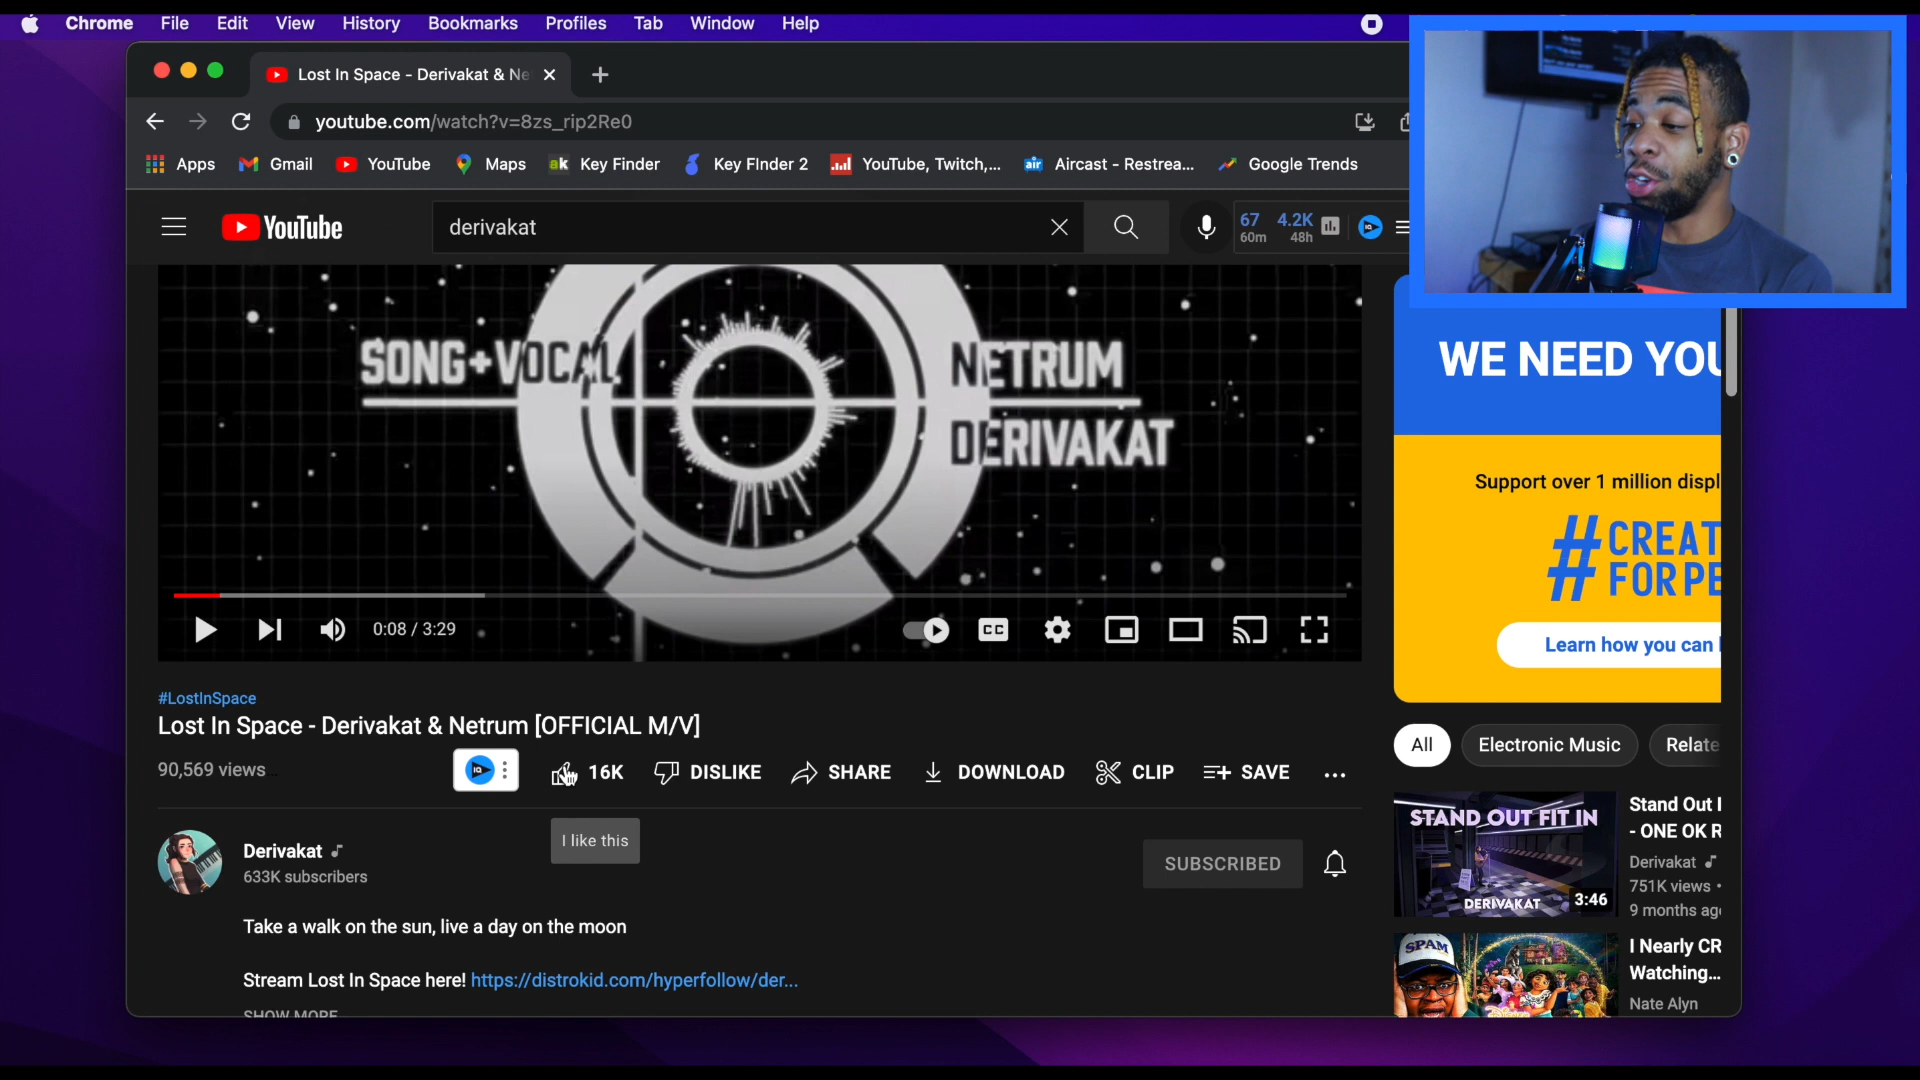 Chrome File Edit View History Bookmarks Profiles Tab Window Help
Lost In Space - Derivakat & Ne
youtube.com/watch?v=8zs_rip2Re0
Apps Gmail YouTube Maps Key Finder Key FInder 2 YouTube, Twitch,... Aircast - Restrea... Google Trends
YouTube
derivakat
67 4.2K
60m 48h
SONG+VOCAL
NETRUM
DERIVAKAT
0:08 / 3:29
CC
#LostInSpace
Lost In Space - Derivakat & Netrum [OFFICIAL M/V]
90,569 views
16K DISLIKE SHARE DOWNLOAD CLIP SAVE
I like this
Derivakat
633K subscribers
SUBSCRIBED
Take a walk on the sun, live a day on the moon
Stream Lost In Space here! https://distrokid.com/hyperfollow/der...
SHOW MORE
WE NEED YOU
Support over 1 million displ
#CREAT
FORPE
Learn how you can
All Electronic Music Relate
STAND OUT FIT IN
DERIVAKAT
3:46
Stand Out
- ONE OK R
Derivakat
751K views •
9 months ag
SPAM
I Nearly CR
Watching...
Nate Alyn